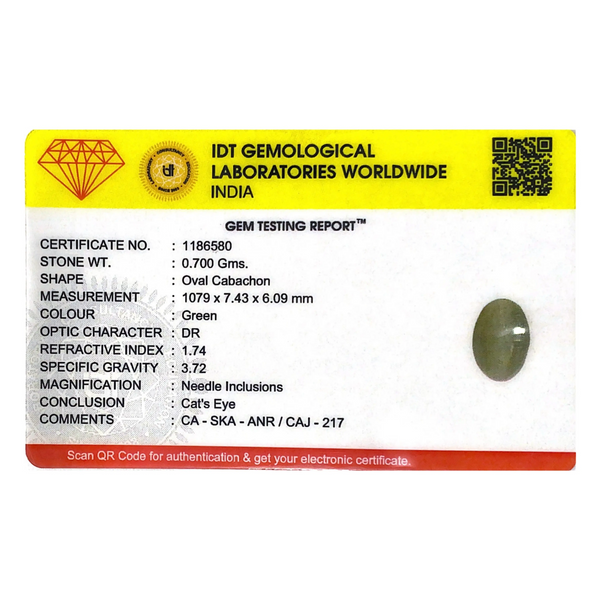 IDT GEMOLOGICAL
LABORATORIES WORLDWIDE
INDIA
GEM TESTING REPORT™
CERTIFICATE NO. : 1186580
STONE WT. : 0.700 Gms.
SHAPE : Oval Cabachon
MEASUREMENT : 1079 x 7.43 x 6.09 mm
COLOUR : Green
OPTIC CHARACTER : DR
REFRACTIVE INDEX : 1.74
SPECIFIC GRAVITY : 3.72
MAGNIFICATION : Needle Inclusions
CONCLUSION : Cat's Eye
COMMENTS : CA - SKA - ANR / CAJ - 217
Scan QR Code for authentication & get your electronic certificate.